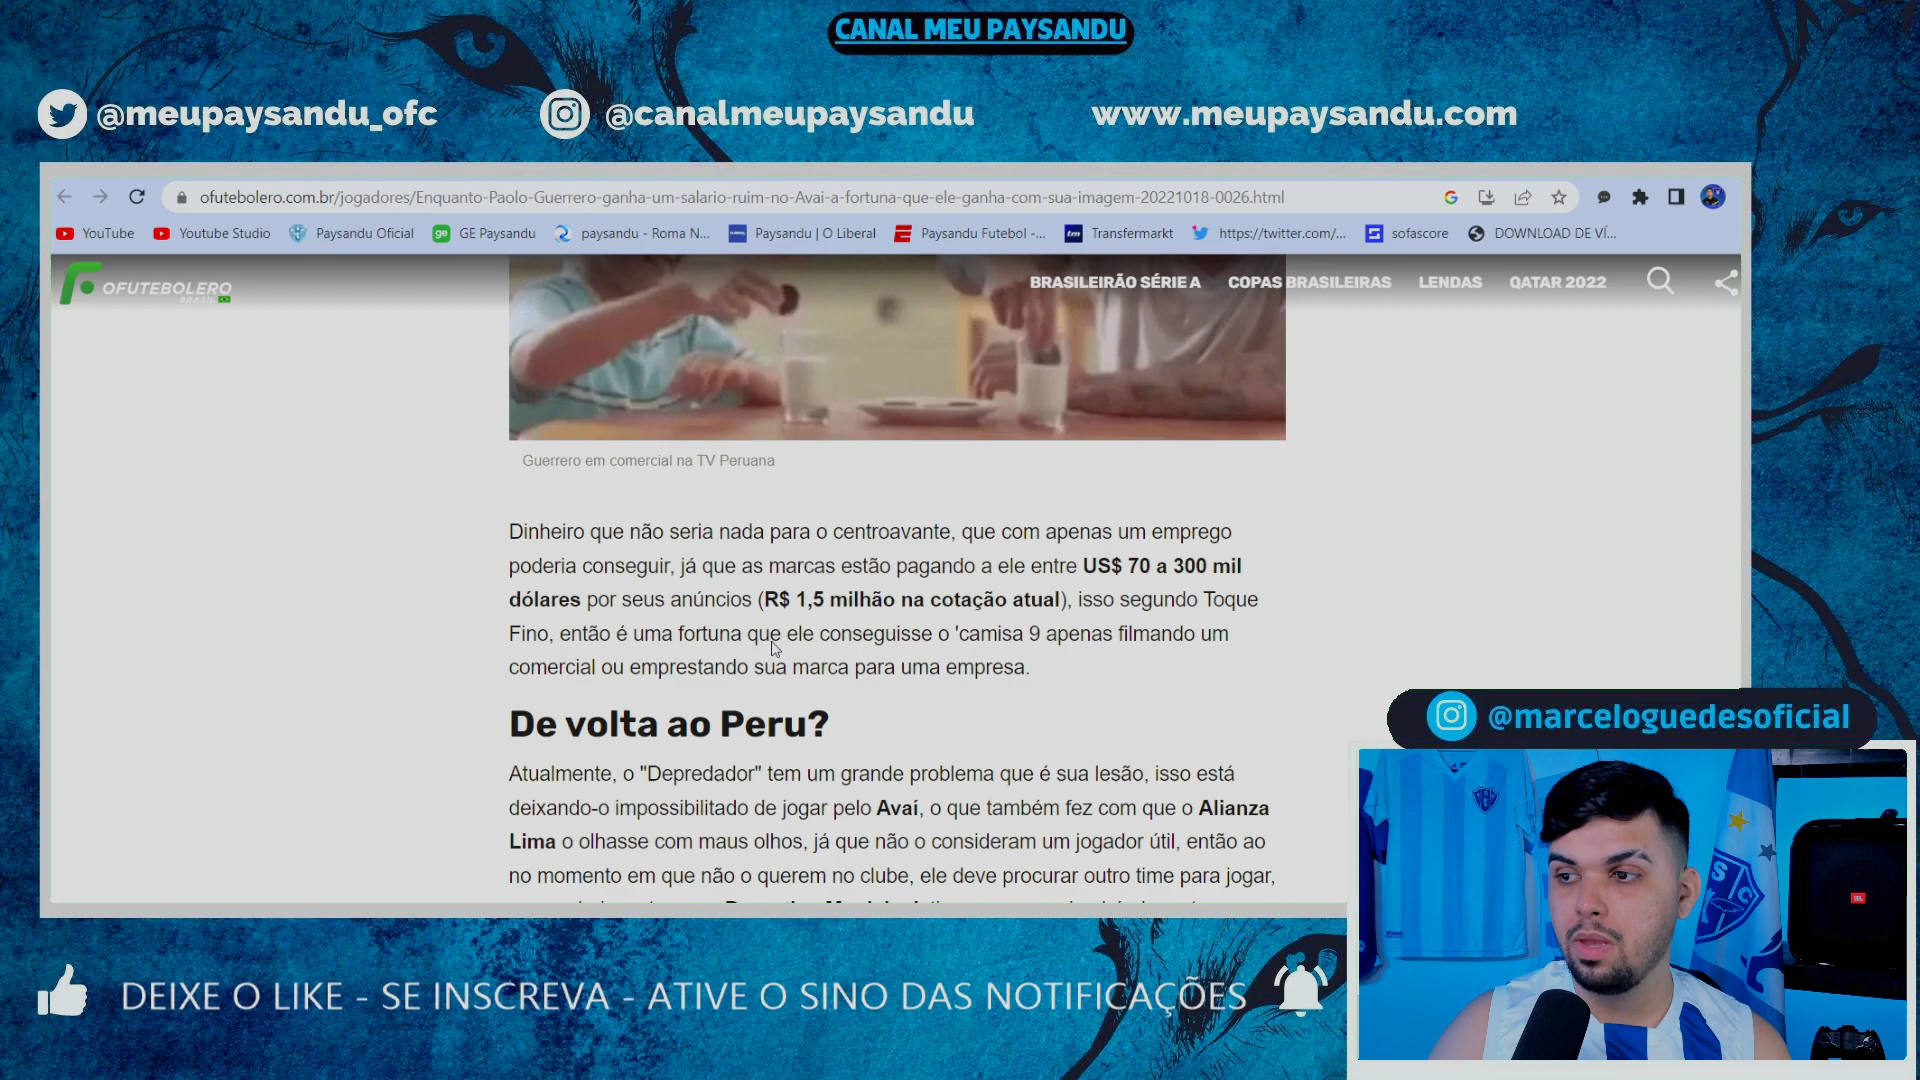 CANAL MEU PAYSANDU
@meupaysandu_ofc
@canalmeupaysandu
www.meupaysandu.com
ofutebolero.com.br/jogadores/Enquanto-Paolo-Guerrero-ganha-um-salario-ruim-no-Avai-a-fortuna-que-ele-ganha-com-sua-imagem-20221018-0026.html
YouTube
Youtube Studio
Paysandu Oficial
GE Paysandu
paysandu - Roma N...
Paysandu | O Liberal
Paysandu Futebol -...
Transfermarkt
https://twitter.com/...
sofascore
DOWNLOAD DE VÍ...
OFUTEBOLERO
BRASIL
BRASILEIRÃO SÉRIE A
COPAS BRASILEIRAS
LENDAS
QATAR 2022
Guerrero em comercial na TV Peruana
Dinheiro que não seria nada para o centroavante, que com apenas um emprego
poderia conseguir, já que as marcas estão pagando a ele entre US$ 70 a 300 mil
dólares por seus anúncios (R$ 1,5 milhão na cotação atual), isso segundo Toque
Fino, então é uma fortuna que ele conseguisse o 'camisa 9 apenas filmando um
comercial ou emprestando sua marca para uma empresa.
De volta ao Peru?
Atualmente, o "Depredador" tem um grande problema que é sua lesão, isso está
deixando-o impossibilitado de jogar pelo Avaí, o que também fez com que o Alianza
Lima o olhasse com maus olhos, já que não o consideram um jogador útil, então ao
no momento em que não o querem no clube, ele deve procurar outro time para jogar,
@marceloguedesoficial
JBL
DEIXE O LIKE - SE INSCREVA - ATIVE O SINO DAS NOTIFICAÇÕES